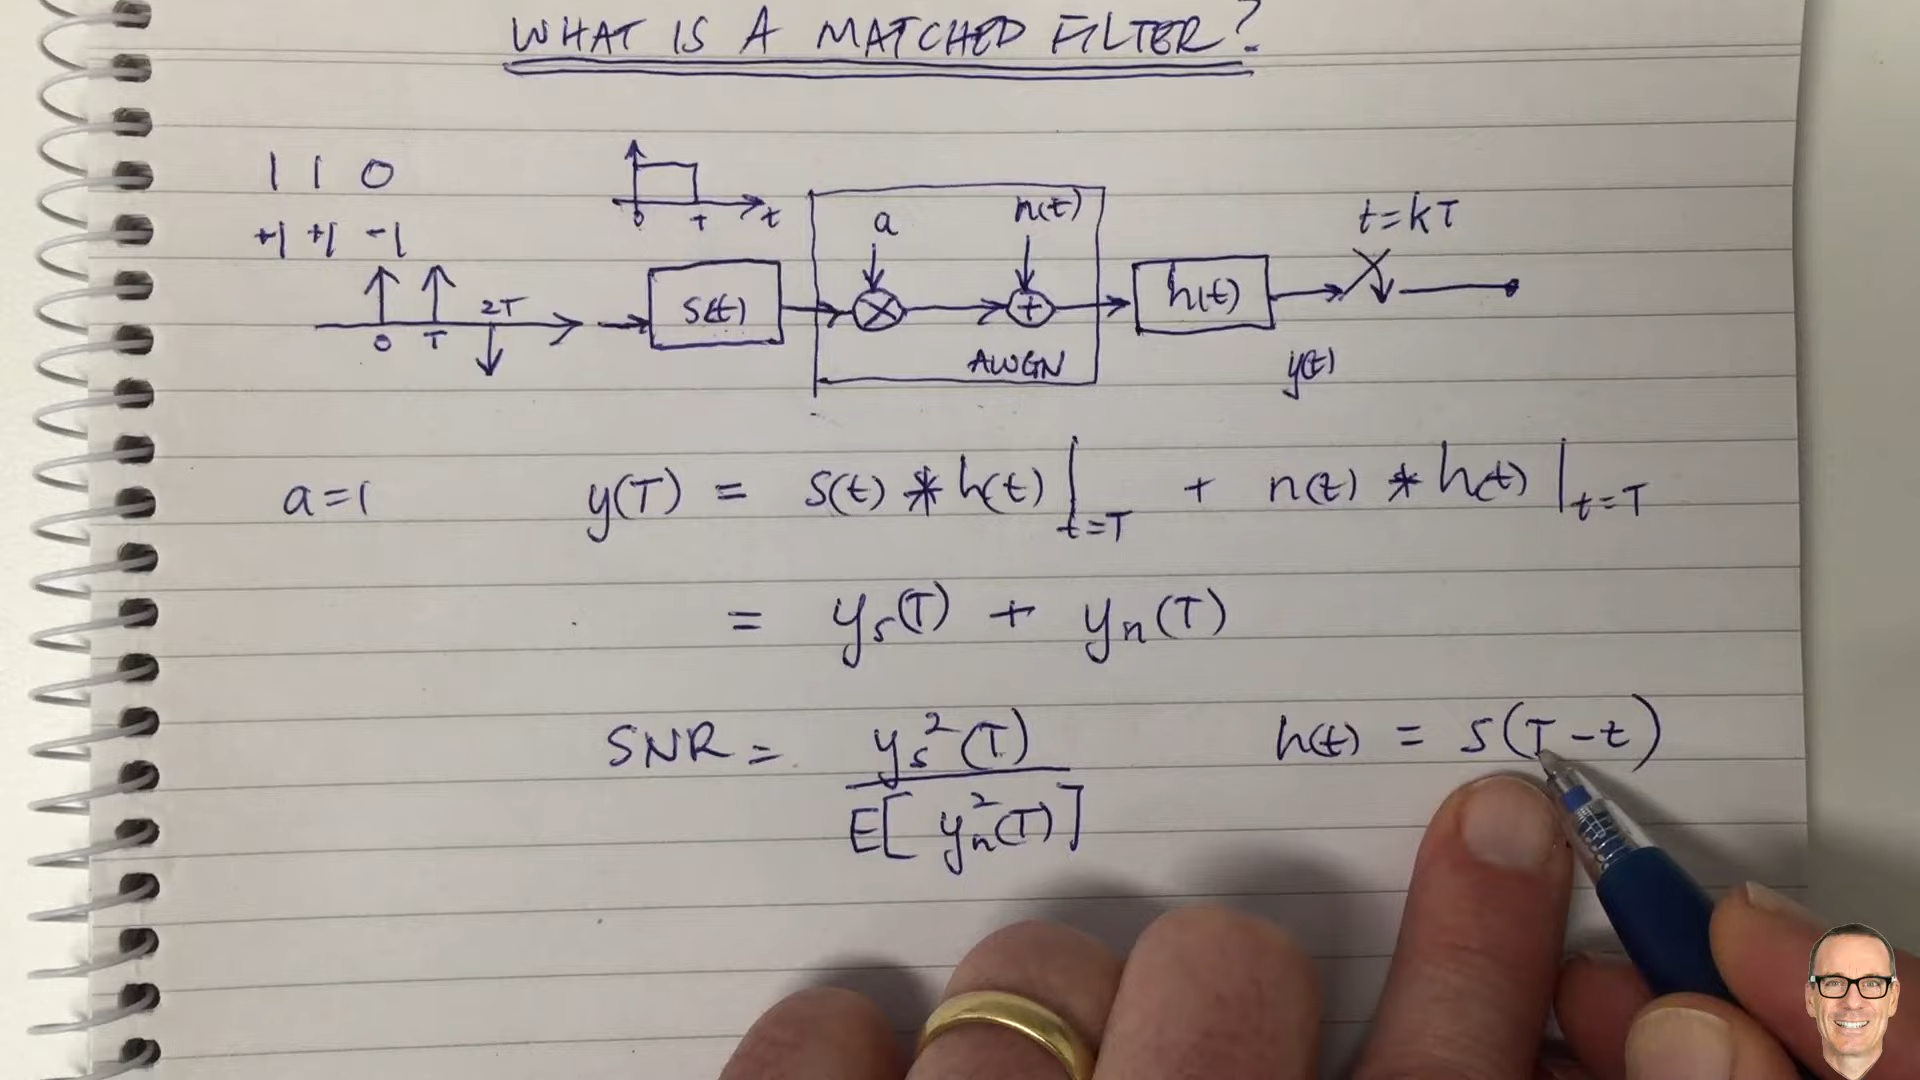 WHAT IS A MATCHED FILTER?
1 1 0
+1 +1 -1
0 T 2T
0 T t
s(t)
a
n(t)
AWGN
h(t)
t=kT
y(t)
a=1
y(T) = s(t) * h(t) |t=T + n(t) * h(t) |t=T
= ys(T) + yn(T)
SNR = ys²(T) / E[yn²(T)]
h(t) = s(T-t)